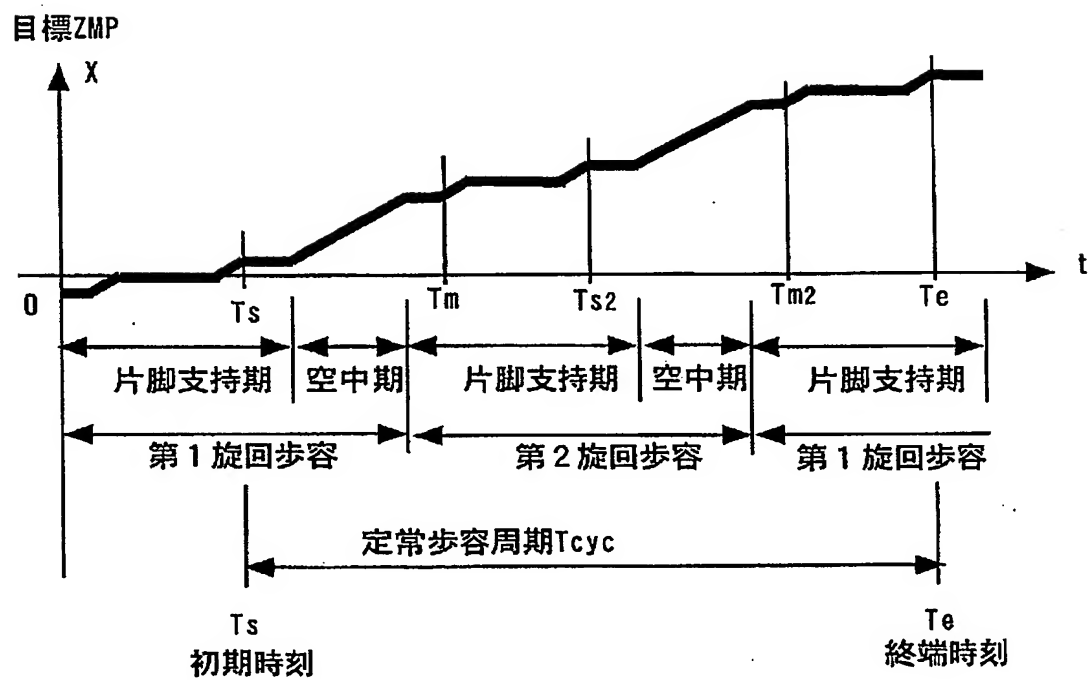 目標ZMP
X
t
0
Ts
Tm
Ts2
Tm2
Te
片脚支持期
空中期
片脚支持期
空中期
片脚支持期
第1旋回歩容
第2旋回歩容
第1旋回歩容
定常歩容周期Tcyc
Ts
初期時刻
Te
終端時刻